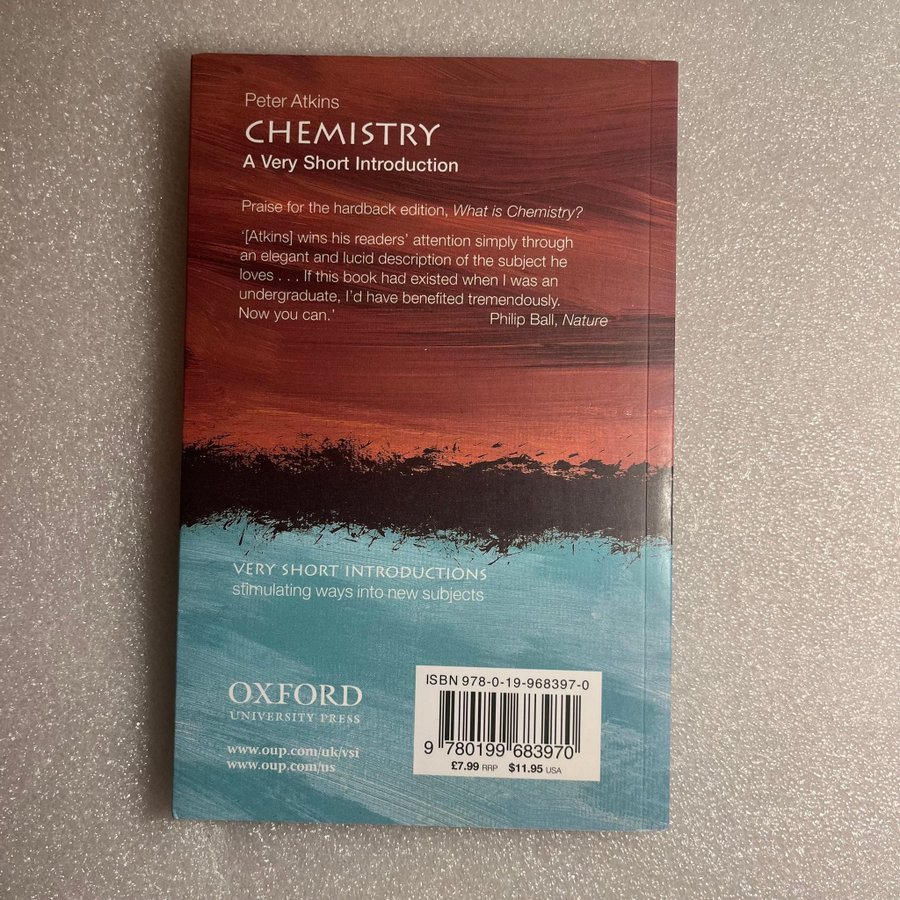 Peter Atkins
CHEMISTRY
A Very Short Introduction
Praise for the hardback edition, What is Chemistry?
‘[Atkins] wins his readers’ attention simply through
an elegant and lucid description of the subject he
loves . . . If this book had existed when I was an
undergraduate, I’d have benefited tremendously.
Now you can.’ Philip Ball, Nature
VERY SHORT INTRODUCTIONS
stimulating ways into new subjects
OXFORD
UNIVERSITY PRESS
www.oup.com/uk/vsi
www.oup.com/us
ISBN 978-0-19-968397-0
9 780199 683970
£7.99 RRP $11.95 USA